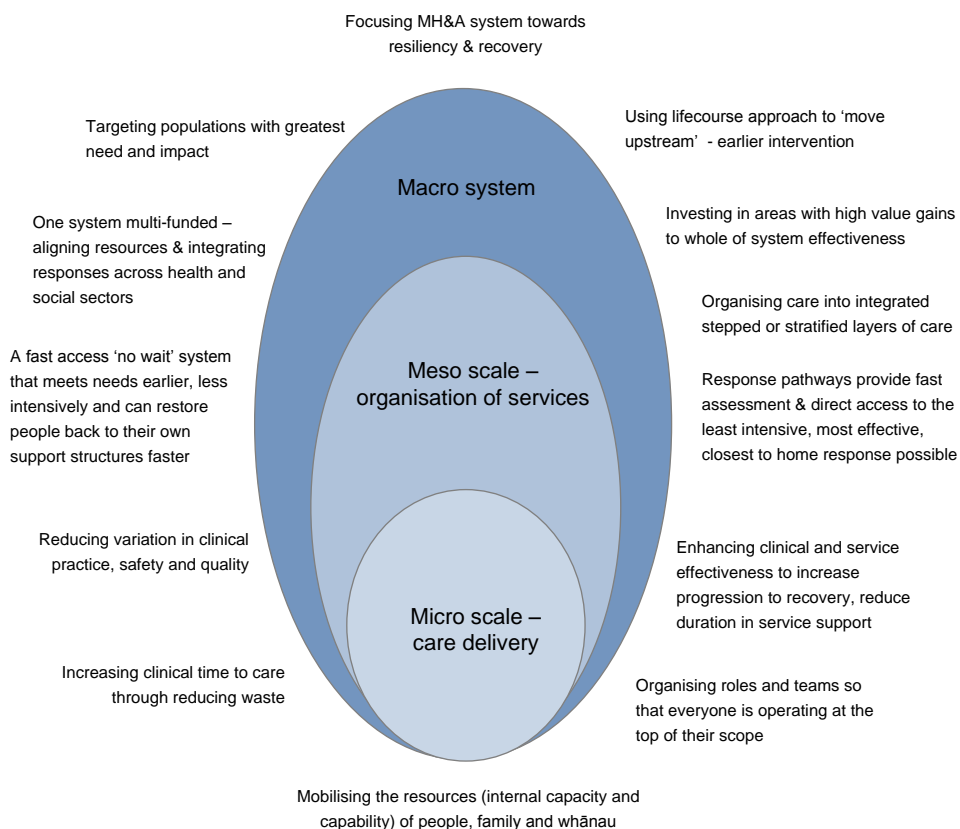 Focusing MH&A system towards
resiliency & recovery
Targeting populations with greatest
need and impact
Using lifecourse approach to ‘move
upstream’ - earlier intervention
Macro system
One system multi-funded –
aligning resources & integrating
responses across health and
social sectors
Investing in areas with high value gains
to whole of system effectiveness
Organising care into integrated
stepped or stratified layers of care
A fast access ‘no wait’ system
that meets needs earlier, less
intensively and can restore
people back to their own
support structures faster
Meso scale –
organisation of services
Response pathways provide fast
assessment & direct access to the
least intensive, most effective,
closest to home response possible
Reducing variation in clinical
practice, safety and quality
Enhancing clinical and service
effectiveness to increase
progression to recovery, reduce
duration in service support
Micro scale –
care delivery
Increasing clinical time to care
through reducing waste
Organising roles and teams so
that everyone is operating at the
top of their scope
Mobilising the resources (internal capacity and
capability) of people, family and whānau